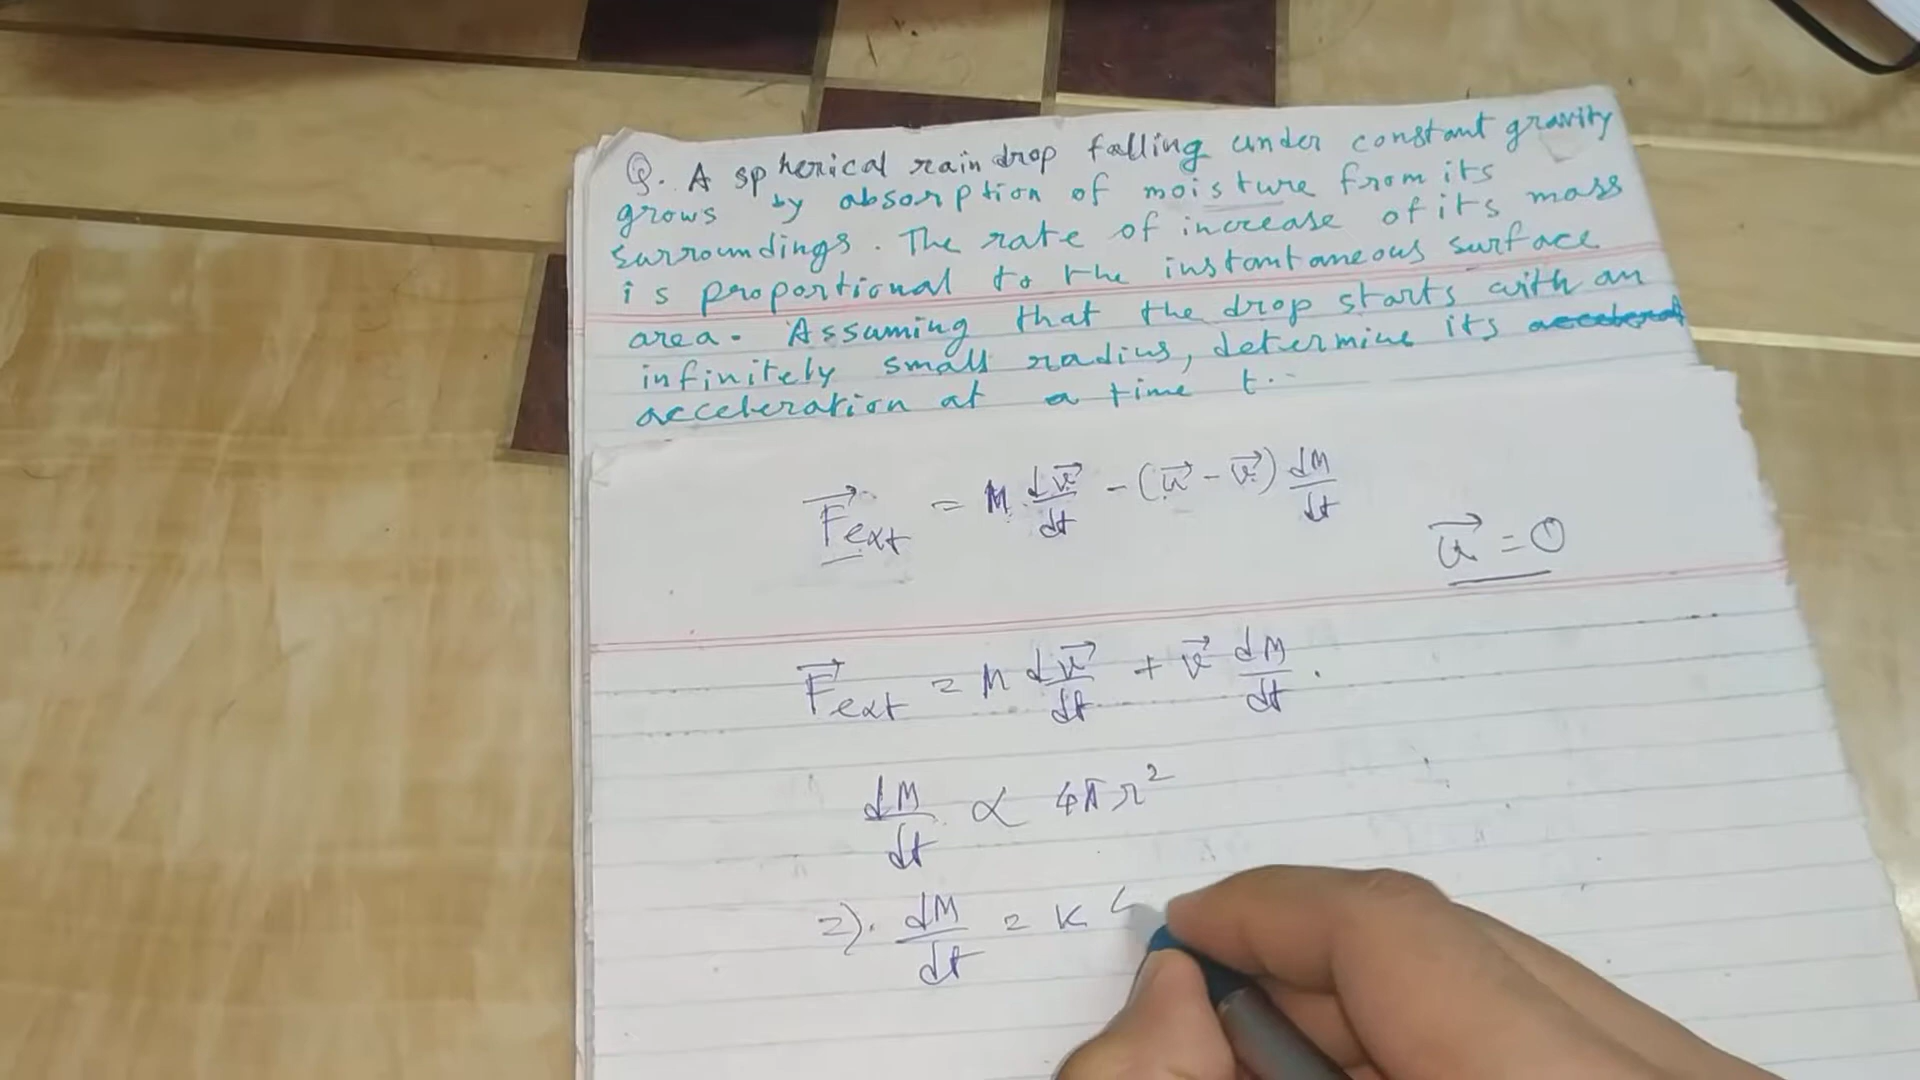 Q. A spherical rain drop falling under constant gravity
grows by absorption of moisture from its
surroundings. The rate of increase of its mass
is proportional to the instantaneous surface
area. Assuming that the drop starts with an
infinitely small radius, determine its
acceleration at a time t.
F⃗ext = M dv⃗/dt - (u⃗ - v⃗) dM/dt
u⃗ = 0
F⃗ext = M dv⃗/dt + v⃗ dM/dt.
dM/dt ∝ 4πr²
⇒. dM/dt = K